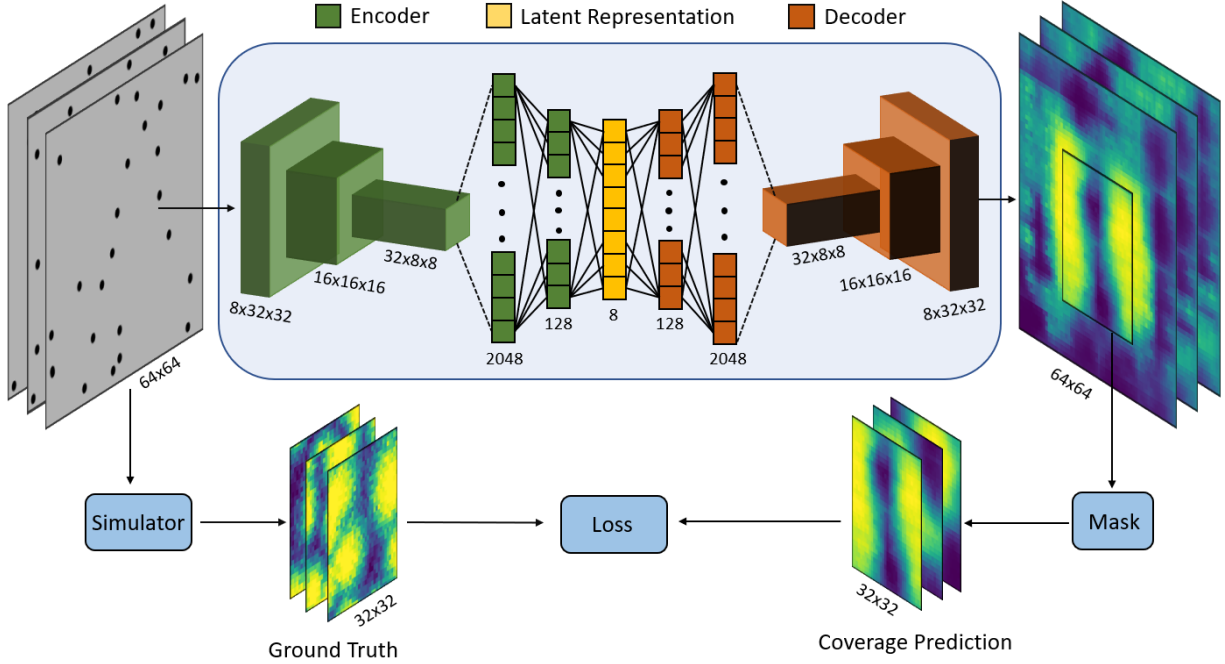 Encoder
Latent Representation
Decoder
64x64
8x32x32
16x16x16
32x8x8
2048
128
8
128
2048
32x8x8
16x16x16
8x32x32
64x64
Simulator
32x32
Ground Truth
Loss
32x32
Coverage Prediction
Mask